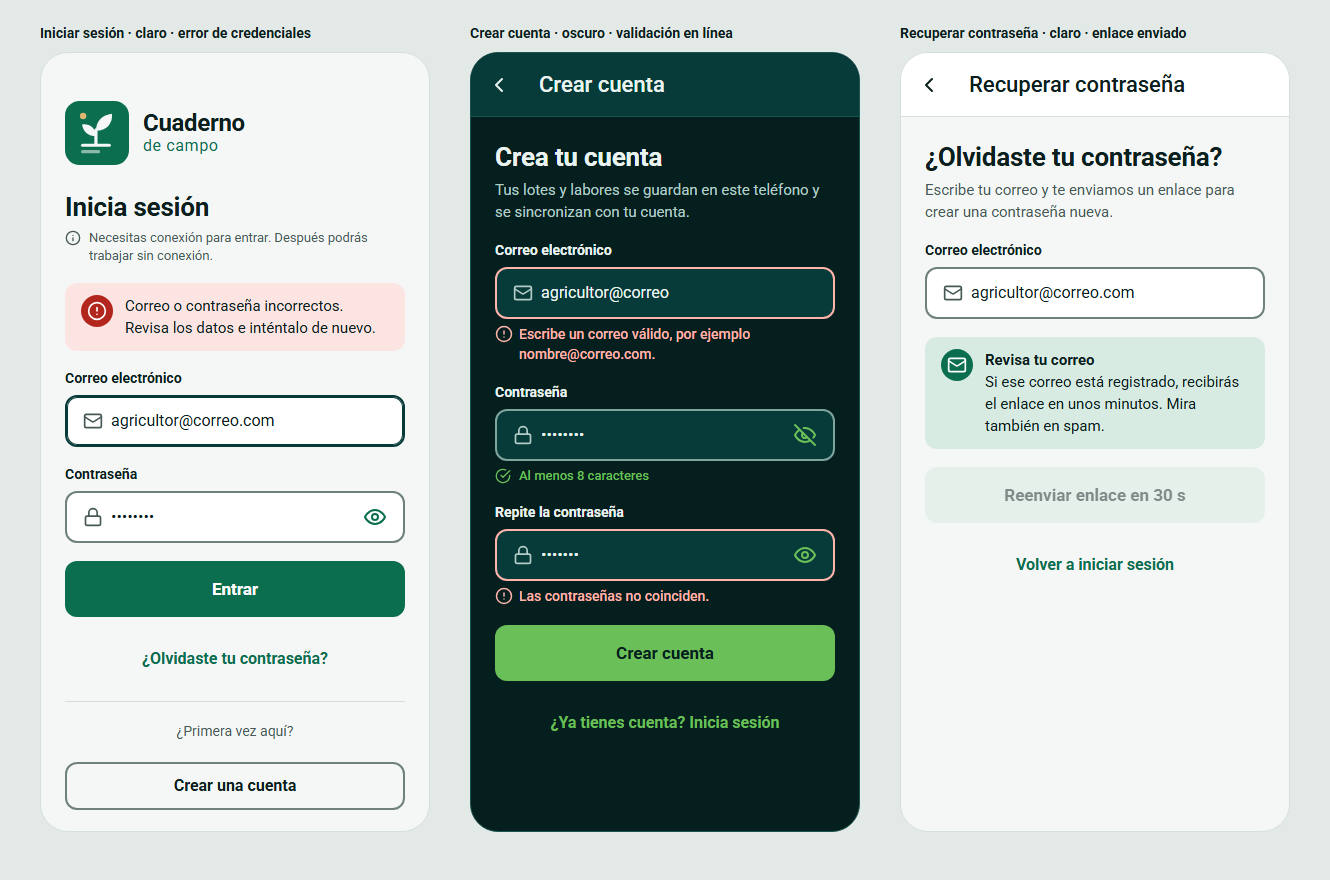 Iniciar sesión · claro · error de credenciales
Cuaderno
de campo
Inicia sesión
Necesitas conexión para entrar. Después podrás
trabajar sin conexión.
Correo o contraseña incorrectos.
Revisa los datos e inténtalo de nuevo.
Correo electrónico
agricultor@correo.com
Contraseña
••••••••
Entrar
¿Olvidaste tu contraseña?
¿Primera vez aquí?
Crear una cuenta
Crear cuenta · oscuro · validación en línea
Crear cuenta
Crea tu cuenta
Tus lotes y labores se guardan en este teléfono y
se sincronizan con tu cuenta.
Correo electrónico
agricultor@correo
Escribe un correo válido, por ejemplo
nombre@correo.com.
Contraseña
••••••••
Al menos 8 caracteres
Repite la contraseña
•••••••
Las contraseñas no coinciden.
Crear cuenta
¿Ya tienes cuenta? Inicia sesión
Recuperar contraseña · claro · enlace enviado
Recuperar contraseña
¿Olvidaste tu contraseña?
Escribe tu correo y te enviamos un enlace para
crear una contraseña nueva.
Correo electrónico
agricultor@correo.com
Revisa tu correo
Si ese correo está registrado, recibirás
el enlace en unos minutos. Mira
también en spam.
Reenviar enlace en 30 s
Volver a iniciar sesión